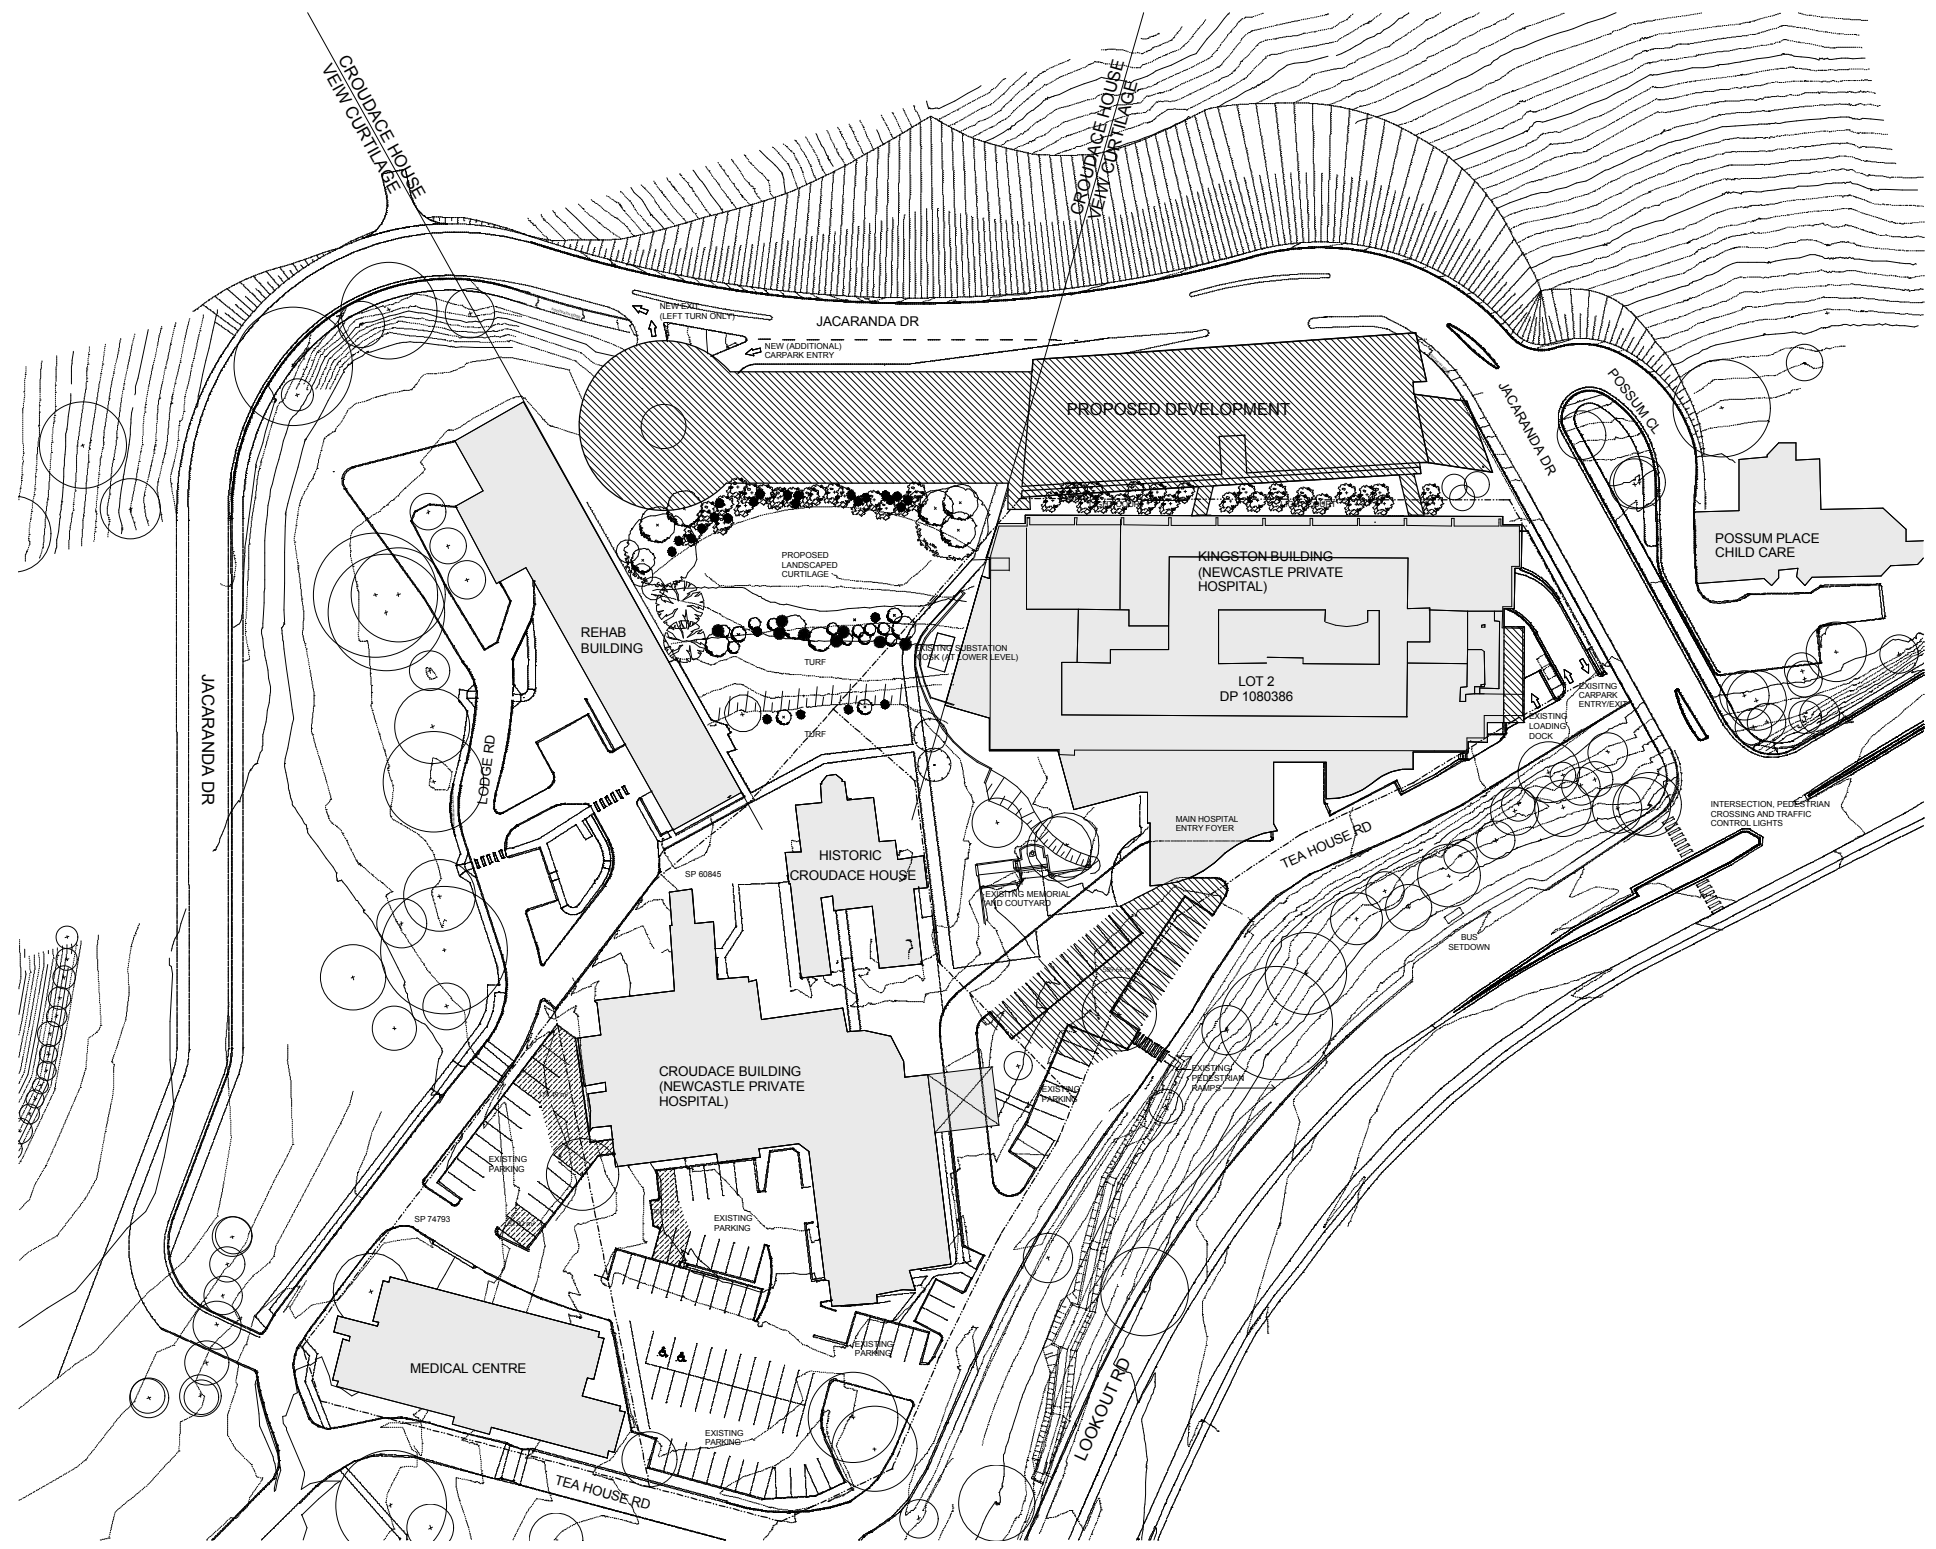 CROUDACE HOUSE
VEIW CURTILAGE
CROUDACE HOUSE
VEIW CURTILAGE
NEW EXIT
(LEFT TURN ONLY)
JACARANDA DR
NEW (ADDITIONAL)
CARPARK ENTRY
PROPOSED DEVELOPMENT
JACARANDA DR
POSSUM CL
POSSUM PLACE
CHILD CARE
PROPOSED
LANDSCAPED
CURTILAGE
KINGSTON BUILDING
(NEWCASTLE PRIVATE
HOSPITAL)
REHAB
BUILDING
TURF
EXISITNG SUBSTATION
KIOSK (AT LOWER LEVEL)
LOT 2
DP 1080386
EXISITNG
CARPARK
ENTRY/EXIT
EXISTING
LOADING
DOCK
TURF
JACARANDA DR
LODGE RD
INTERSECTION, PEDESTRIAN
CROSSING AND TRAFFIC
CONTROL LIGHTS
MAIN HOSPITAL
ENTRY FOYER
TEA HOUSE RD
HISTORIC
CROUDACE HOUSE
SP 60845
EXISITNG MEMORIAL
AND COUTYARD
BUS
SETDOWN
CROUDACE BUILDING
(NEWCASTLE PRIVATE
HOSPITAL)
EXISTING
PEDESTRIAN
RAMPS
EXISTING
PARKING
EXISTING
PARKING
SP 74793
EXISTING
PARKING
EXISTING
PARKING
MEDICAL CENTRE
EXISTING
PARKING
LOOKOUT RD
TEA HOUSE RD